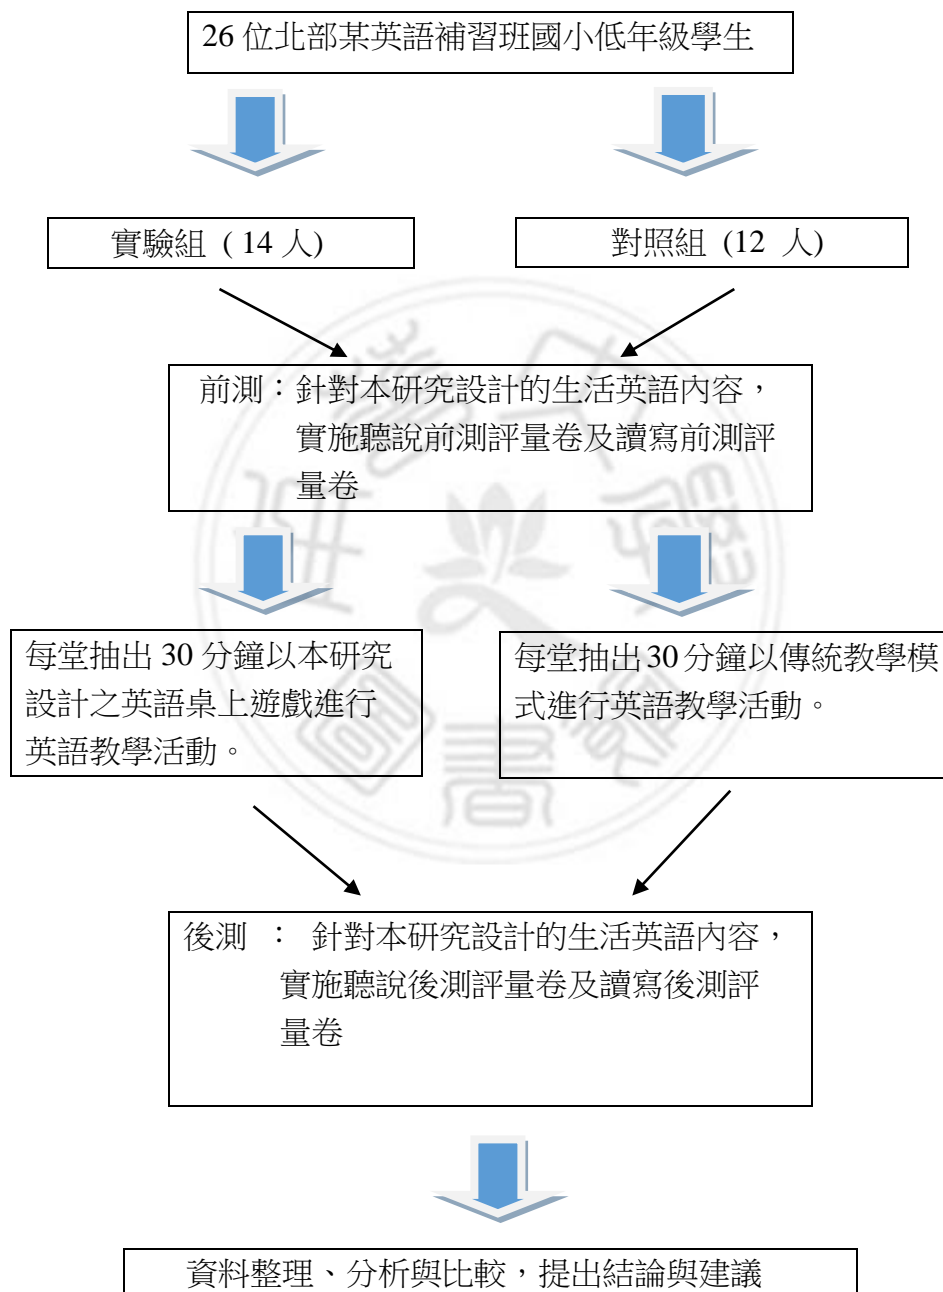 26 位北部某英語補習班國小低年級學生
實驗組 ( 14 人)
對照組 (12 人)
前測：針對本研究設計的生活英語內容，
實施聽說前測評量卷及讀寫前測評
量卷
每堂抽出 30 分鐘以本研究
設計之英語桌上遊戲進行
英語教學活動。
每堂抽出 30 分鐘以傳統教學模
式進行英語教學活動。
後測 ： 針對本研究設計的生活英語內容，
實施聽說後測評量卷及讀寫後測評
量卷
資料整理、分析與比較，提出結論與建議